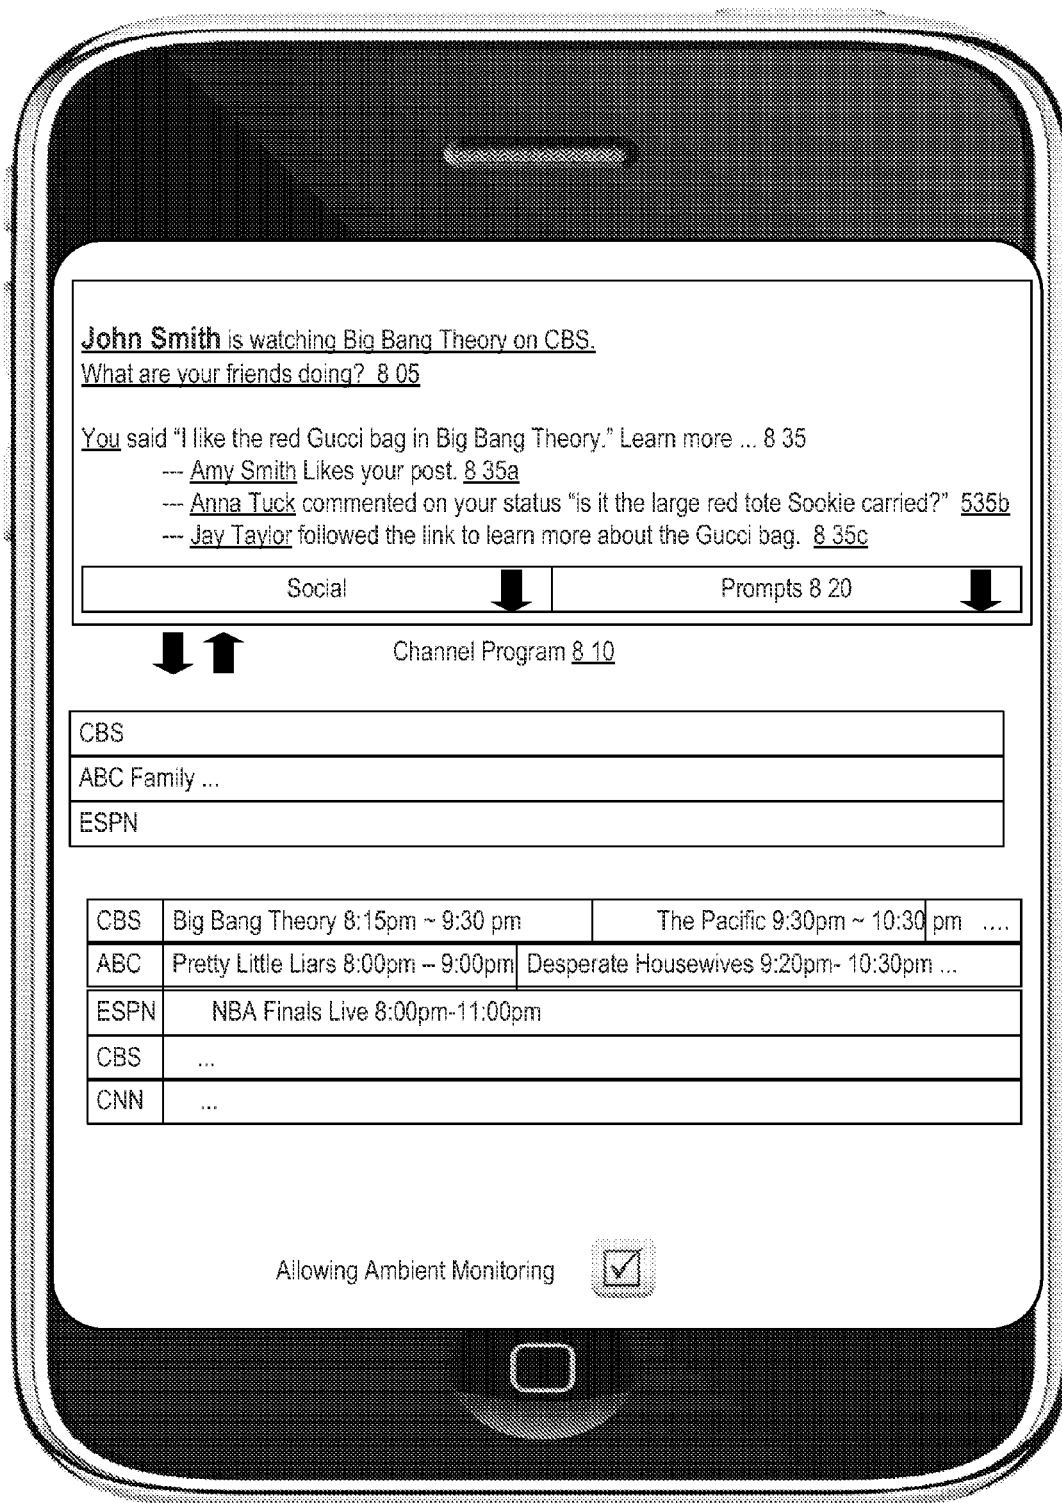 John Smith is watching Big Bang Theory on CBS.
What are your friends doing? 8 05
You said “I like the red Gucci bag in Big Bang Theory.” Learn more ... 8 35
--- Amy Smith Likes your post. 8 35a
--- Anna Tuck commented on your status “is it the large red tote Sookie carried?” 535b
--- Jay Taylor followed the link to learn more about the Gucci bag. 8 35c
Social Prompts 8 20
Channel Program 8 10
CBS
ABC Family ...
ESPN
CBS Big Bang Theory 8:15pm ~ 9:30 pm The Pacific 9:30pm ~ 10:30 pm ....
ABC Pretty Little Liars 8:00pm – 9:00pm Desperate Housewives 9:20pm- 10:30pm ...
ESPN NBA Finals Live 8:00pm-11:00pm
CBS ...
CNN ...
Allowing Ambient Monitoring